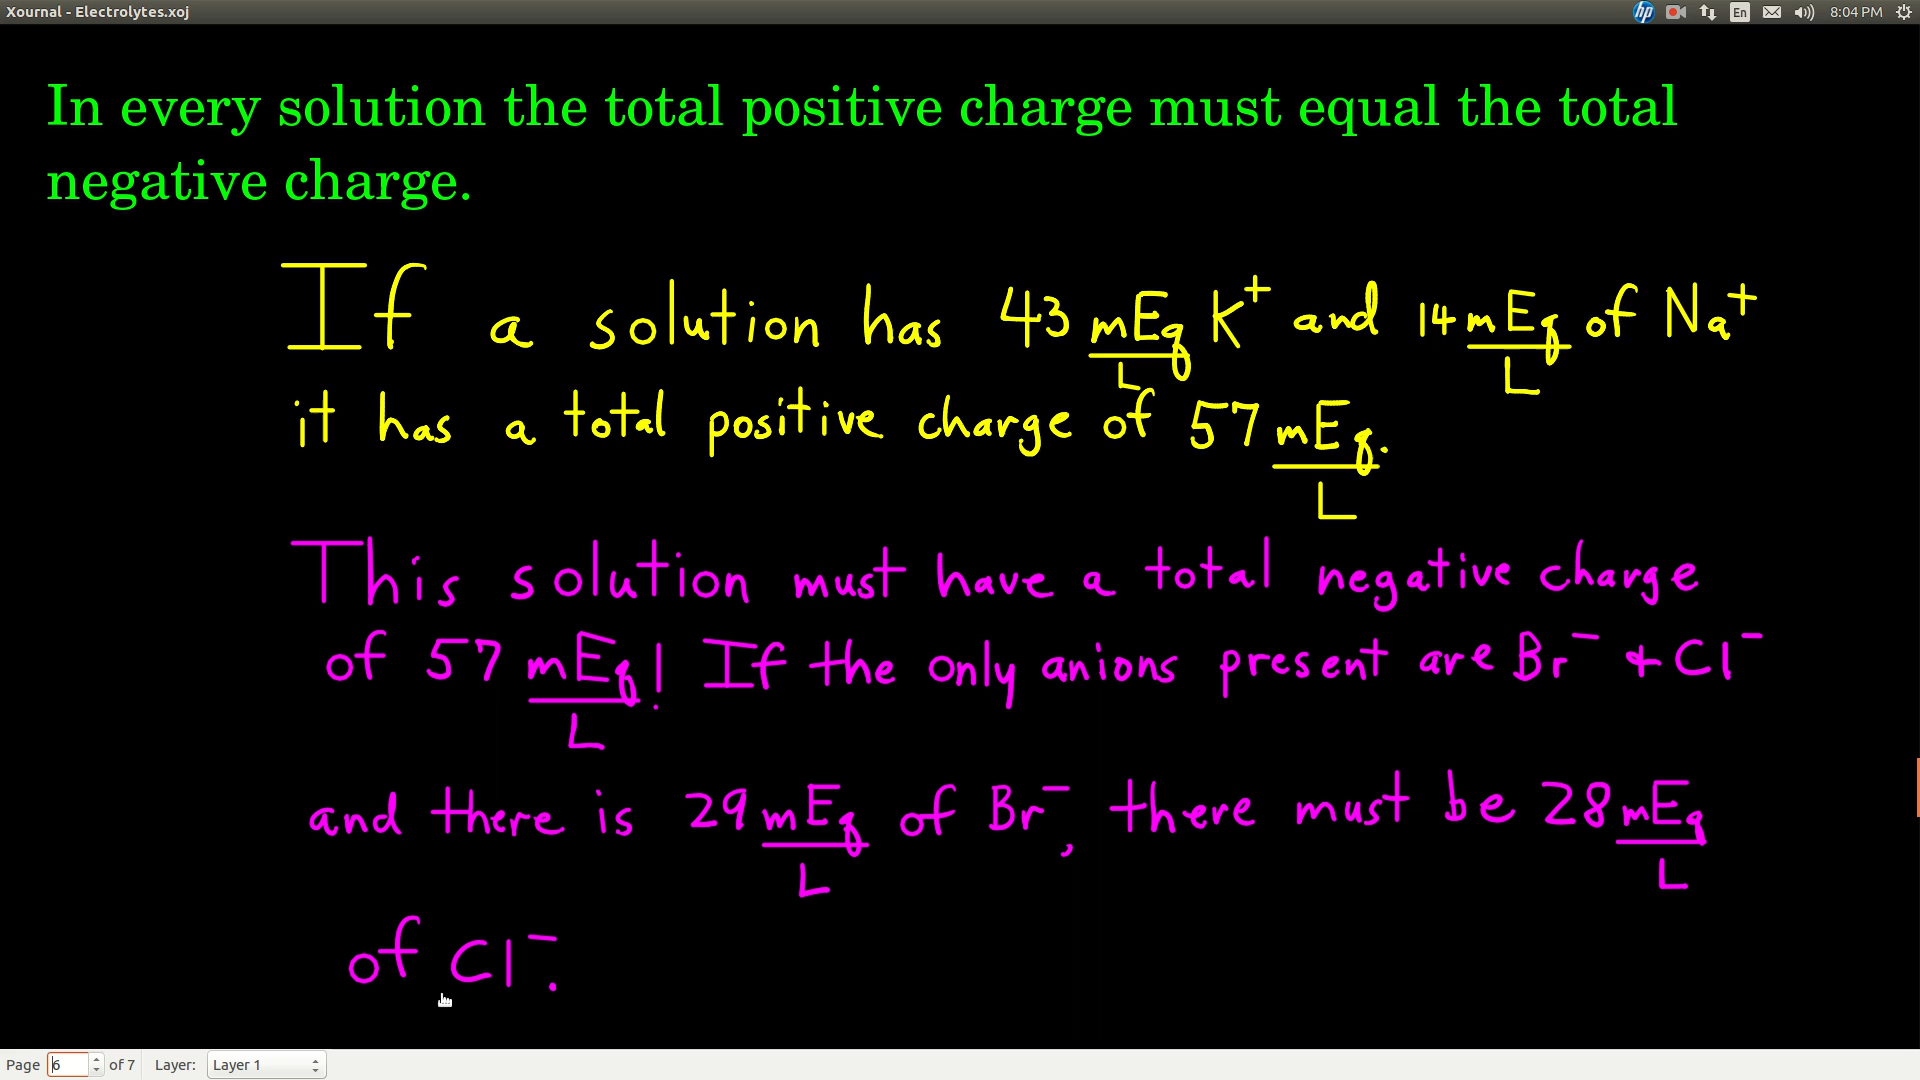 Xournal - Electrolytes.xoj
hp En 8:04 PM
In every solution the total positive charge must equal the total
negative charge.
If a solution has 43 mEq/L K⁺ and 14 mEq/L of Na⁺
it has a total positive charge of 57 mEq/L.
This solution must have a total negative charge
of 57 mEq/L! If the only anions present are Br⁻ + Cl⁻
and there is 29 mEq/L of Br⁻, there must be 28 mEq/L
of Cl⁻.
Page 6 of 7 Layer: Layer 1